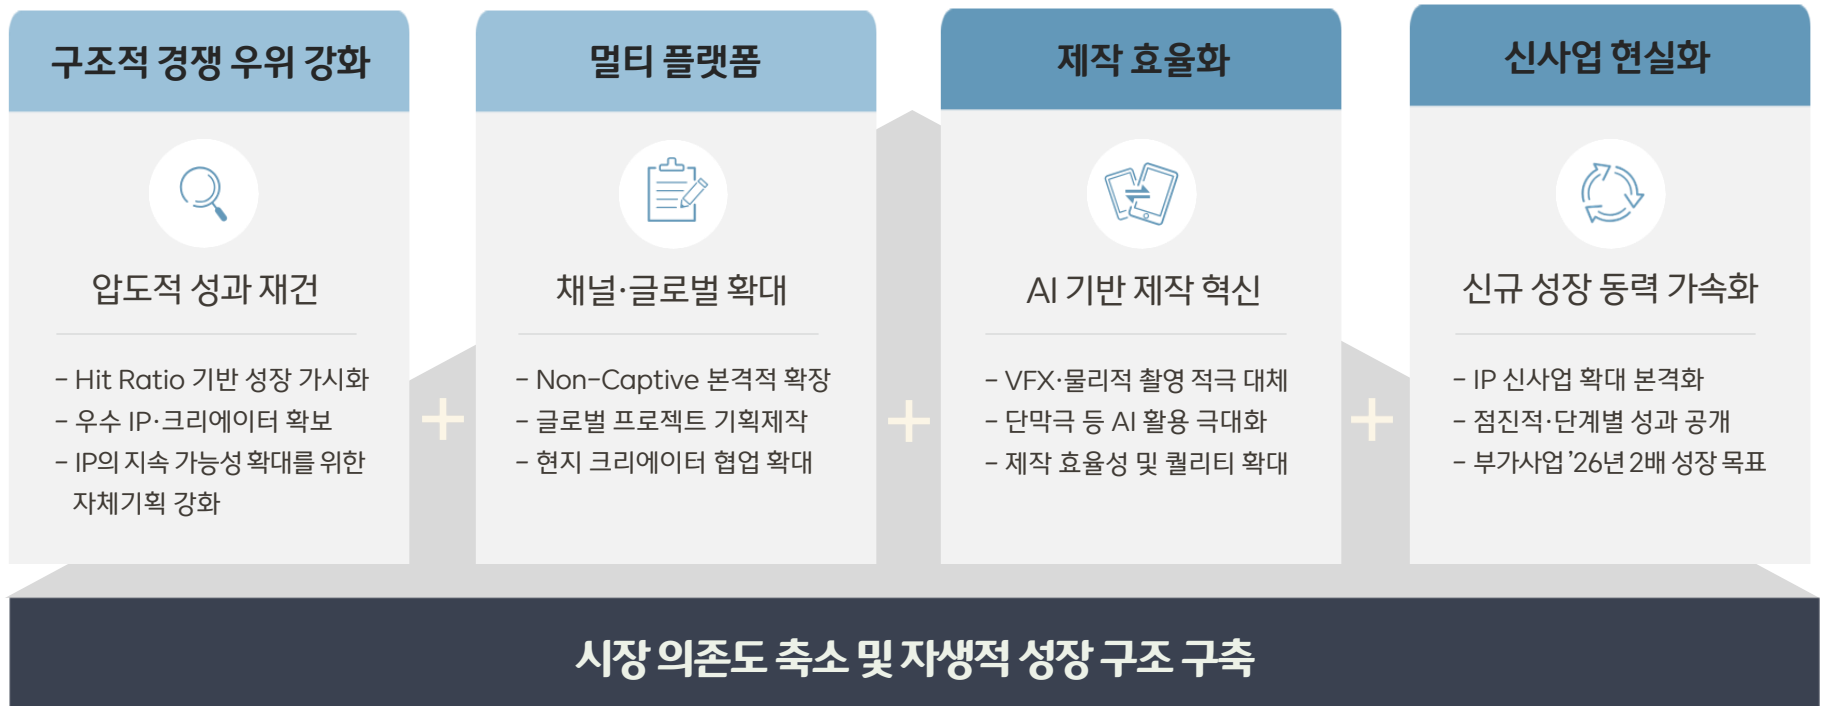 구조적 경쟁 우위 강화
압도적 성과 재건
- Hit Ratio 기반 성장 가시화
- 우수 IP·크리에이터 확보
- IP의 지속 가능성 확대를 위한
자체기획 강화
멀티 플랫폼
채널·글로벌 확대
- Non-Captive 본격적 확장
- 글로벌 프로젝트 기획제작
- 현지 크리에이터 협업 확대
제작 효율화
AI 기반 제작 혁신
- VFX·물리적 촬영 적극 대체
- 단막극 등 AI 활용 극대화
- 제작 효율성 및 퀄리티 확대
신사업 현실화
신규 성장 동력 가속화
- IP 신사업 확대 본격화
- 점진적·단계별 성과 공개
- 부가사업 ’26년 2배 성장 목표
시장 의존도 축소 및 자생적 성장 구조 구축